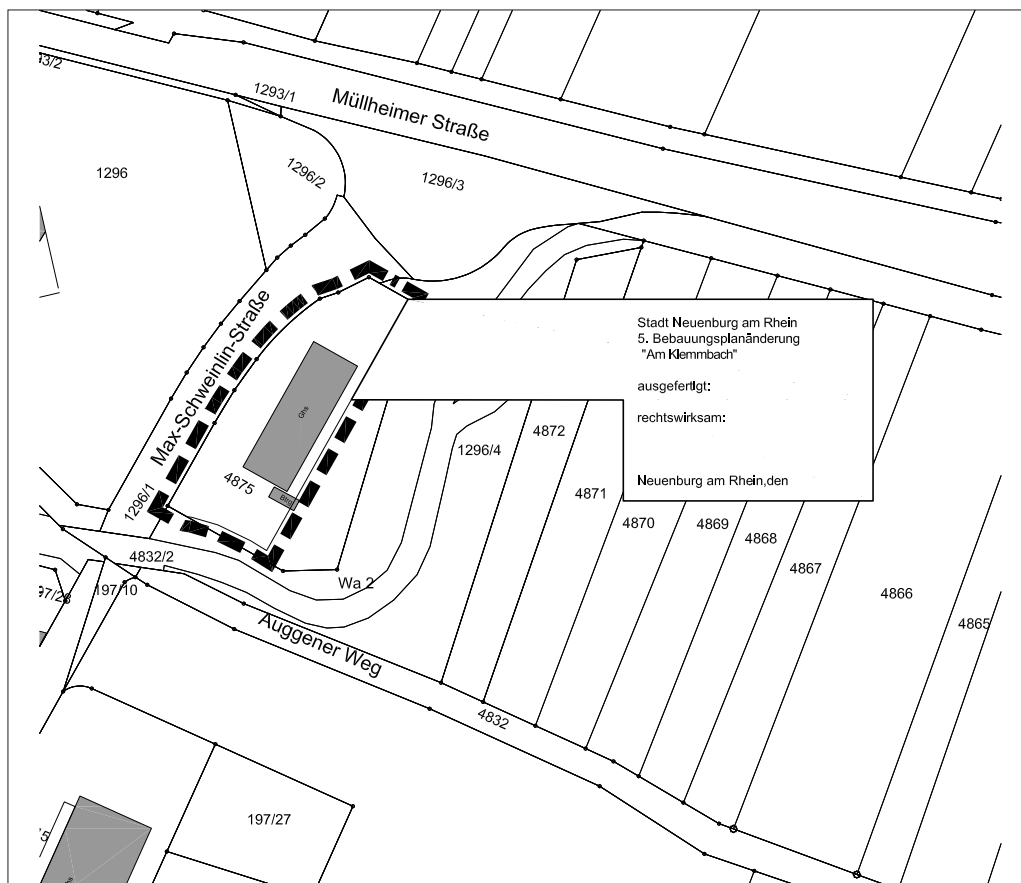 1293/1
Müllheimer Straße
1296
1296/2
1296/3
Max-Schweinlin-Straße
Stadt Neuenburg am Rhein
5. Bebauungsplanänderung
"Am Klemmbach"
ausgefertigt:
rechtswirksam:
Neuenburg am Rhein,den
Ghs
4875
1296/1
1296/4
4872
4871
4870
4869
4868
4867
4866
4865
4832/2
197/10
Wa 2
Auggener Weg
4832
197/27